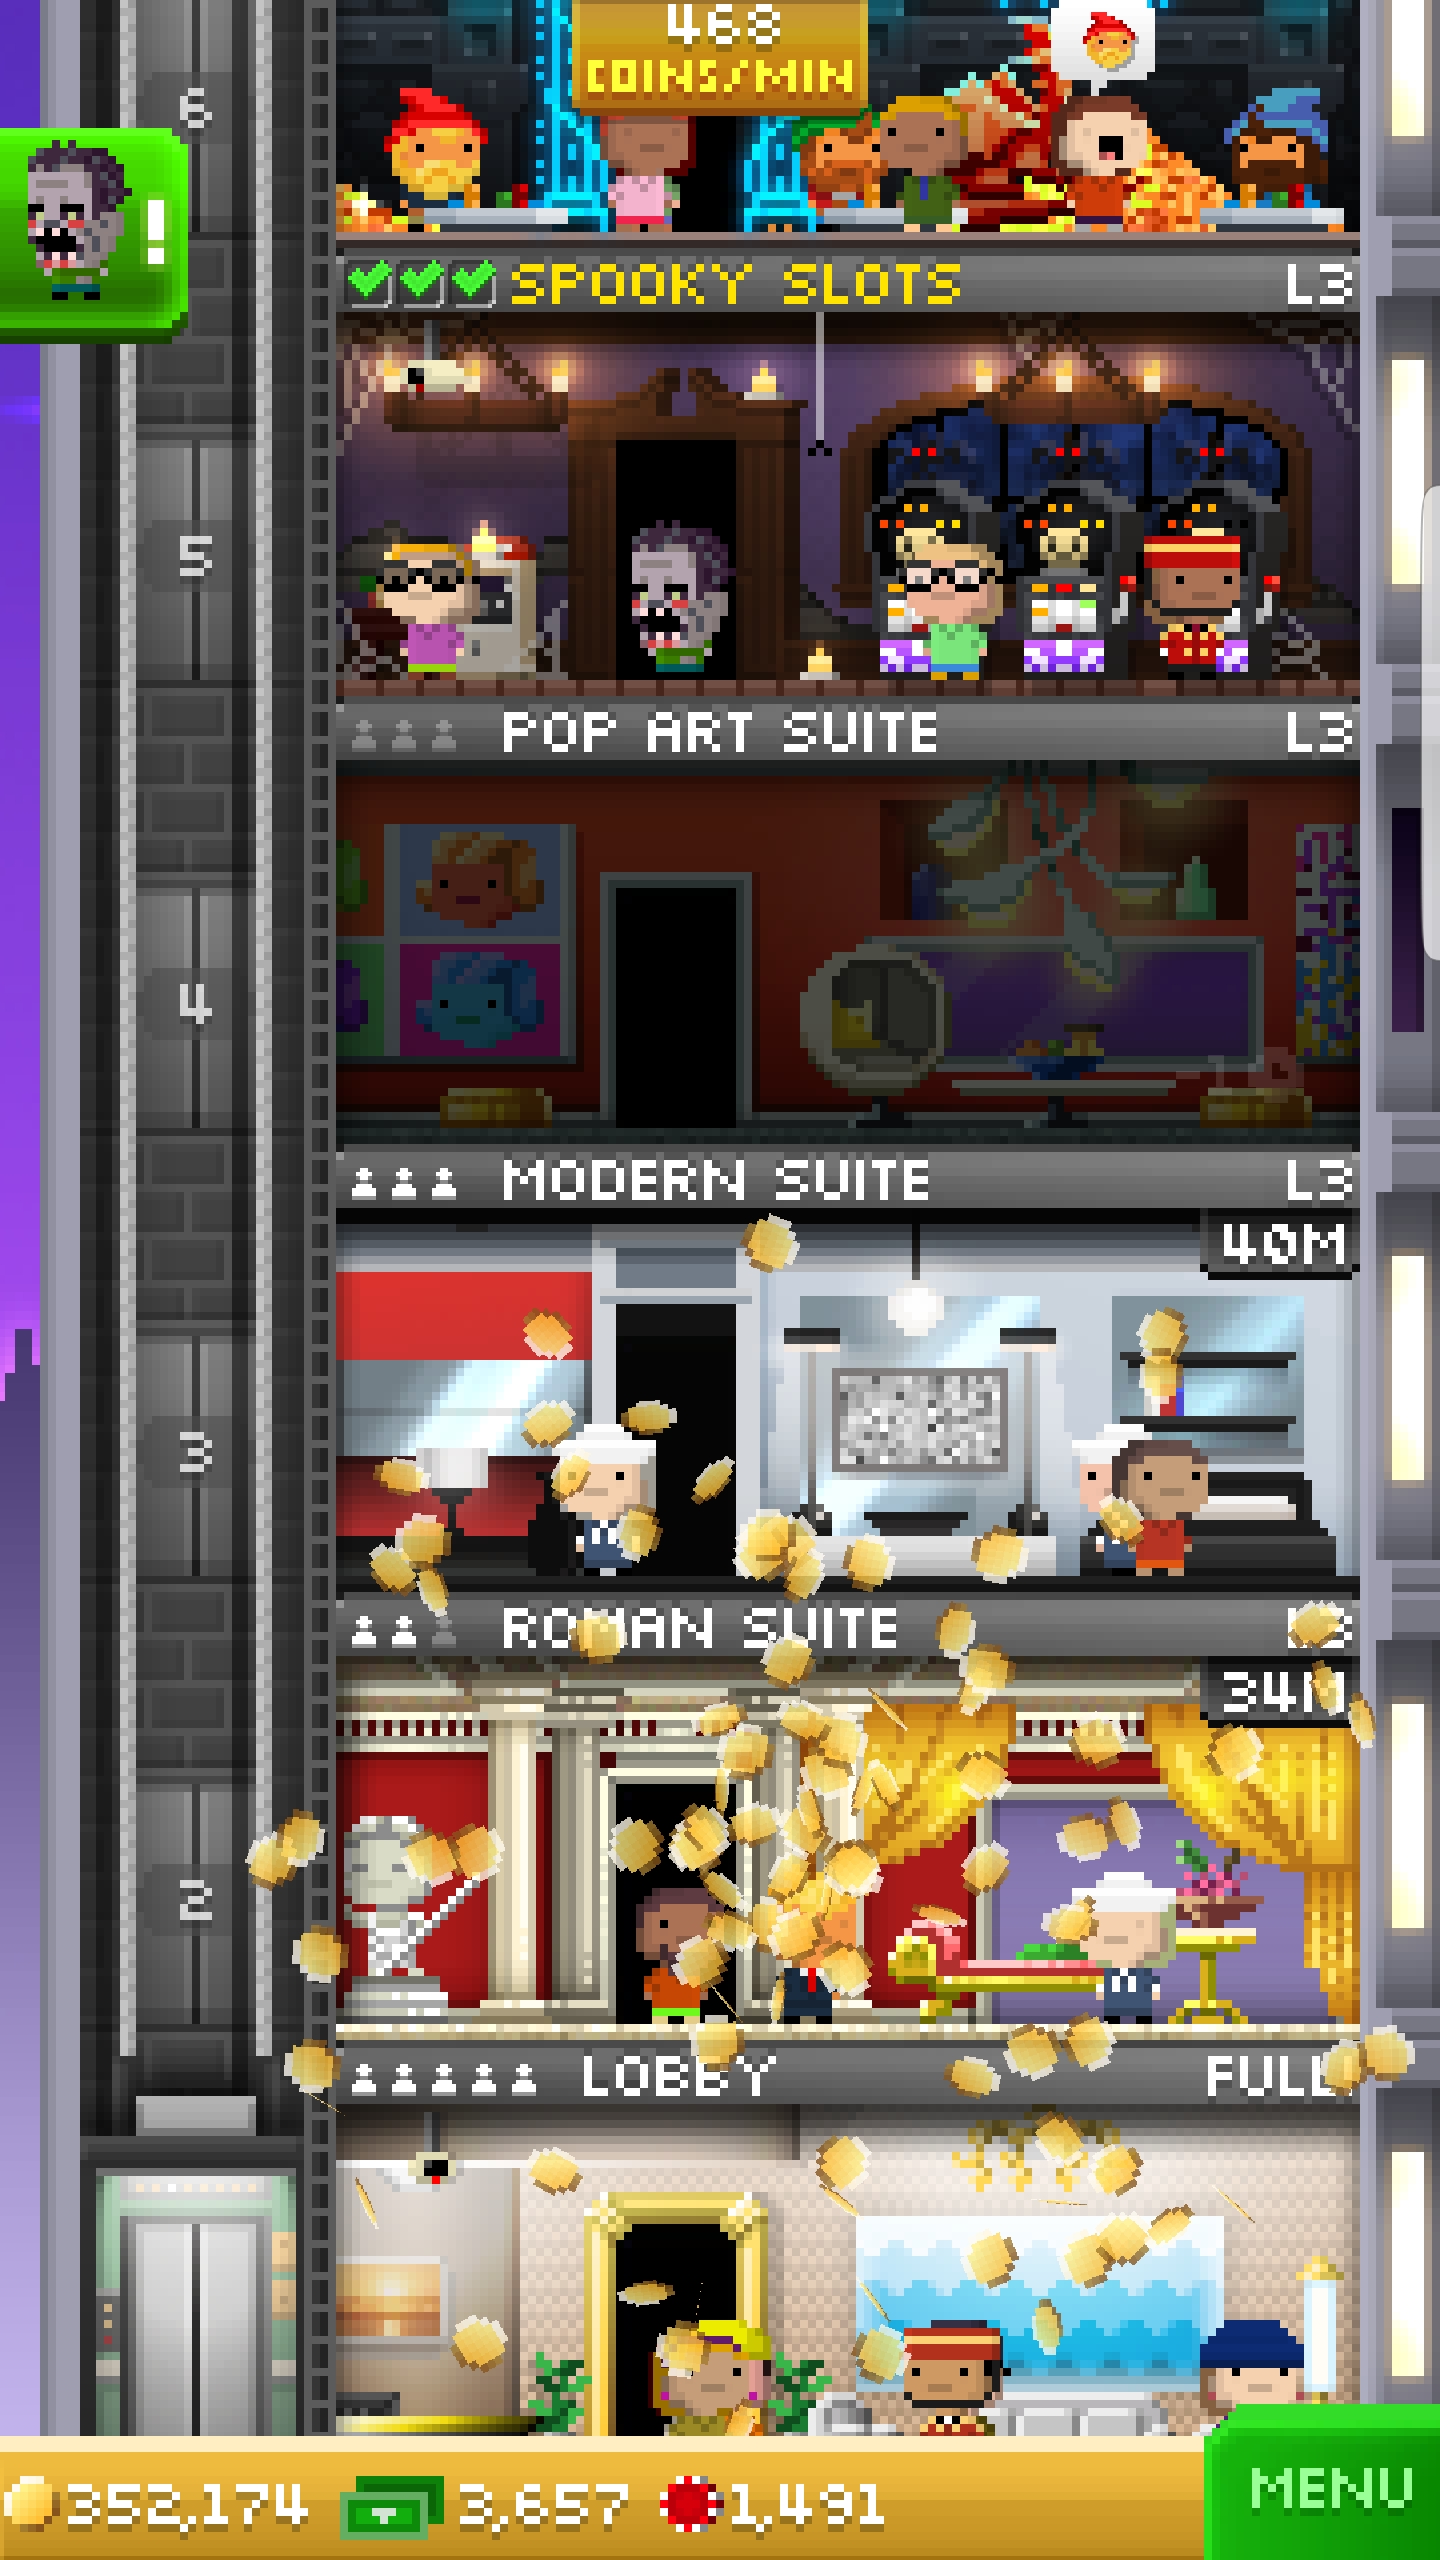 468
COINS/MIN
6
!
SPOOKY SLOTS L3
5
POP ART SUITE L3
4
MODERN SUITE L3
40M
3
ROMAN SUITE
34M
2
LOBBY FULL
352,174 3,657 1,491
MENU